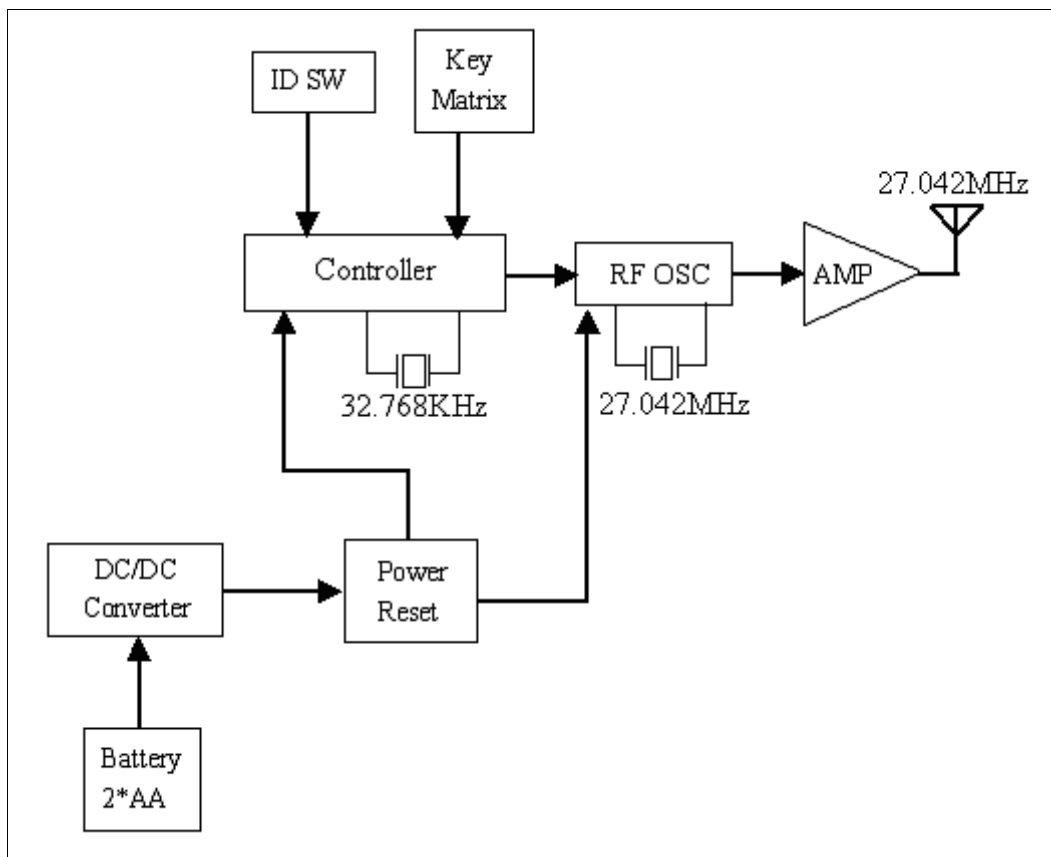 ID SW
Key
Matrix
27.042MHz
Controller
RF OSC
AMP
32.768KHz
27.042MHz
DC/DC
Converter
Power
Reset
Battery
2*AA